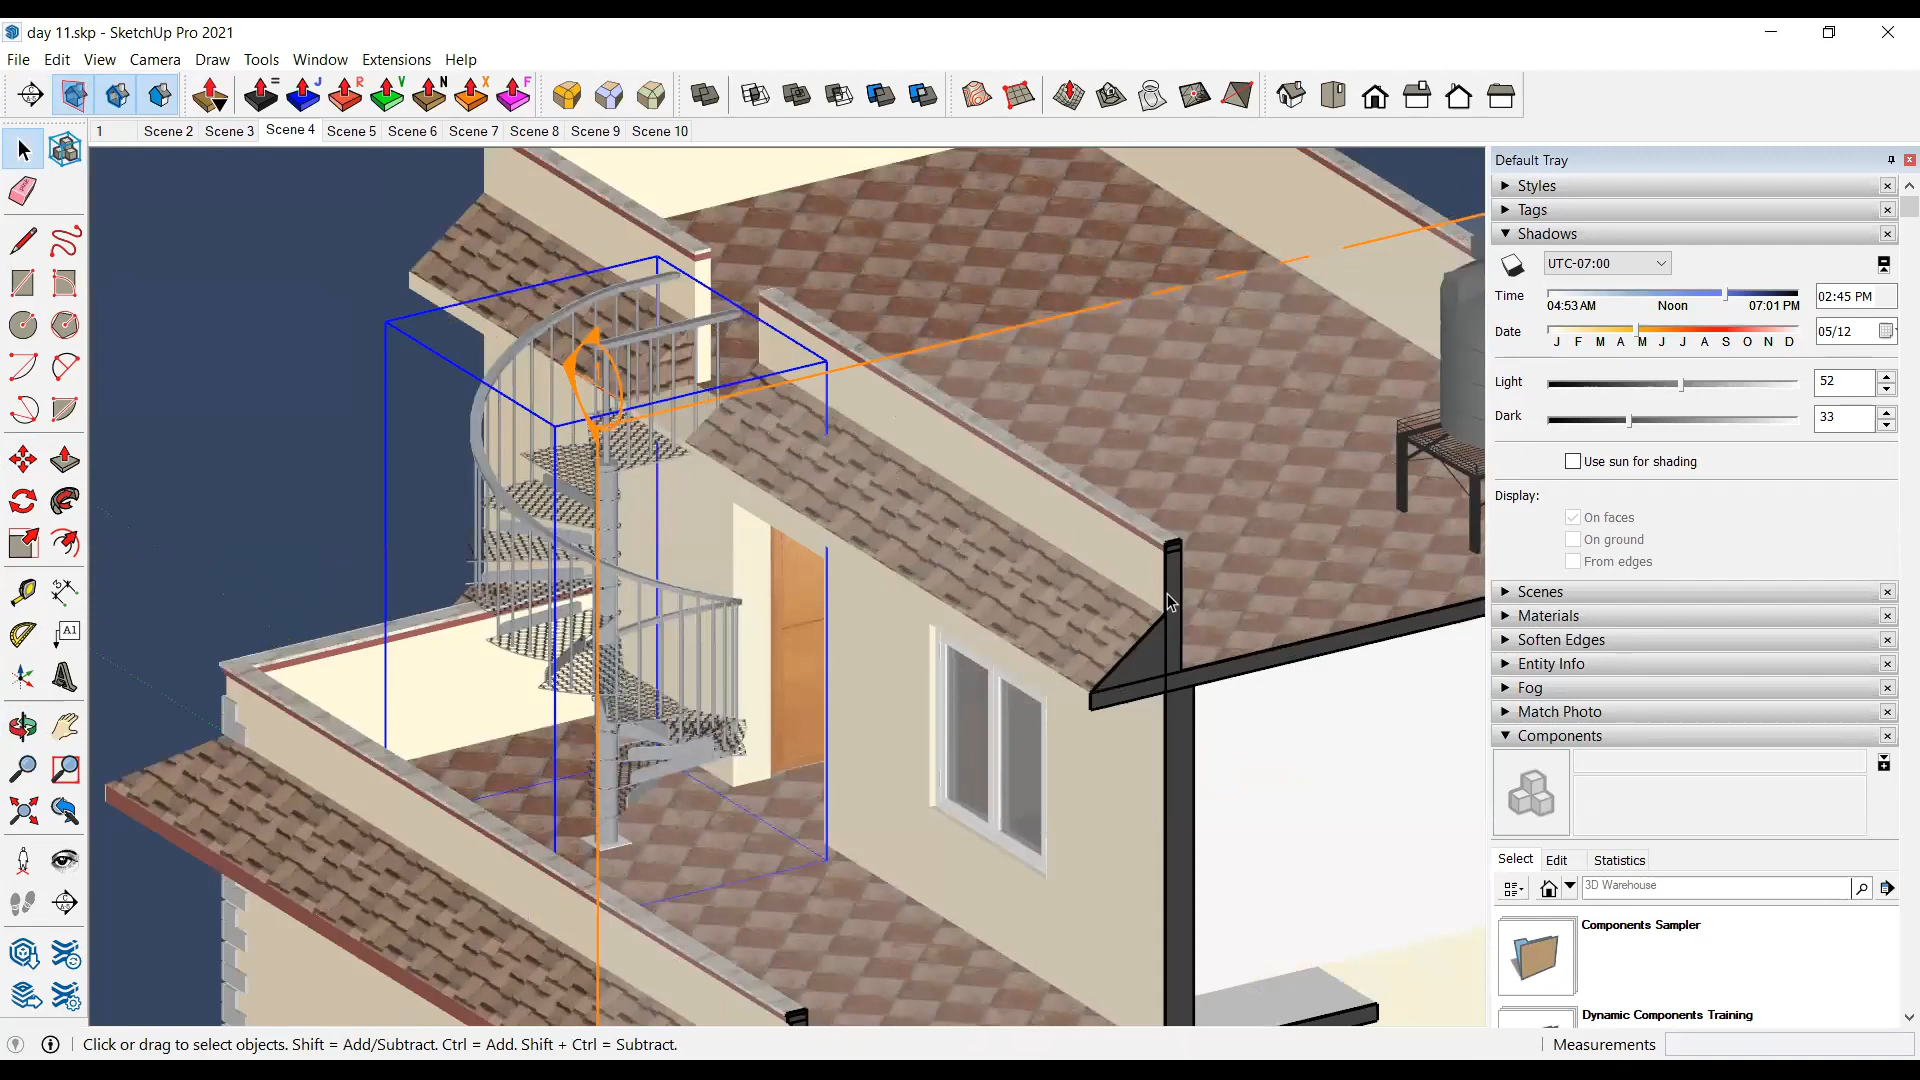 day 11.skp - SketchUp Pro 2021
File Edit View Camera Draw Tools Window Extensions Help
= J R V N X F
1 Scene 2 Scene 3 Scene 4 Scene 5 Scene 6 Scene 7 Scene 8 Scene 9 Scene 10
Default Tray
Styles
Tags
Shadows
UTC-07:00
Time 02:45 PM
04:53 AM Noon 07:01 PM
Date 05/12
J F M A M J J A S O N D
Light 52
Dark 33
Use sun for shading
Display:
On faces
On ground
From edges
Scenes
Materials
Soften Edges
Entity Info
Fog
Match Photo
Components
Select Edit Statistics
3D Warehouse
Components Sampler
Dynamic Components Training
A1
Click or drag to select objects. Shift = Add/Subtract. Ctrl = Add. Shift + Ctrl = Subtract.
Measurements